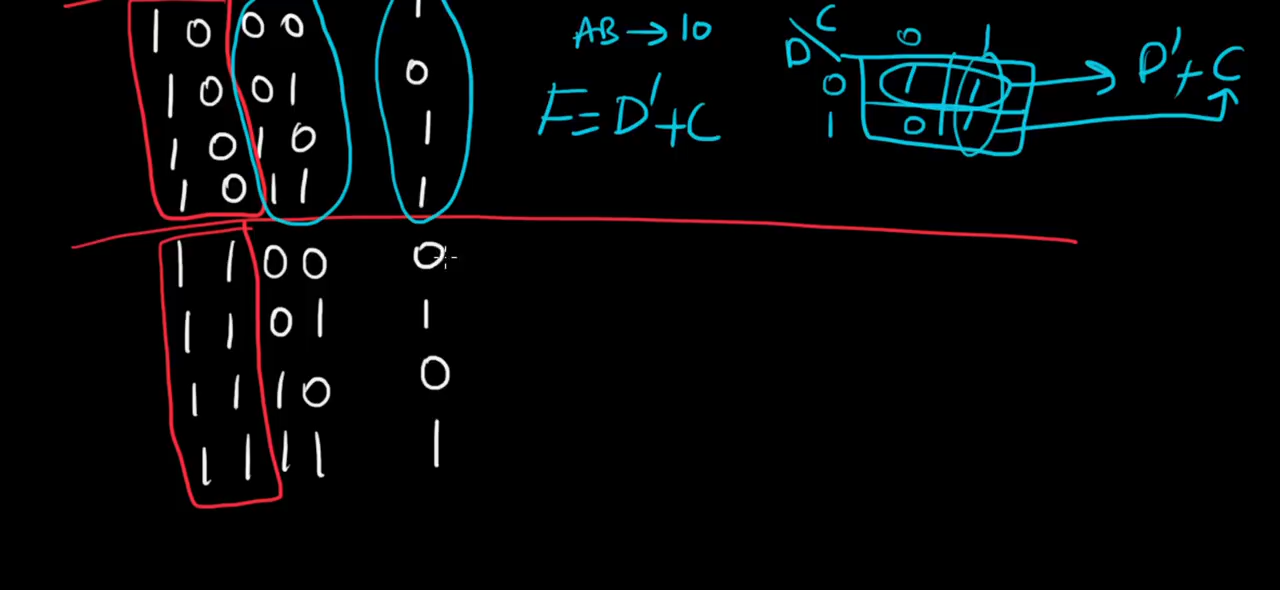 1 0 0 0 1
1 0 0 1 0
1 0 1 0 1
1 0 1 1 1
AB → 10
F = D' + C
C
D 0 1
0 1 1 → D' + C
1 0 1
1 1 0 0 0
1 1 0 1 1
1 1 1 0 0
1 1 1 1 1